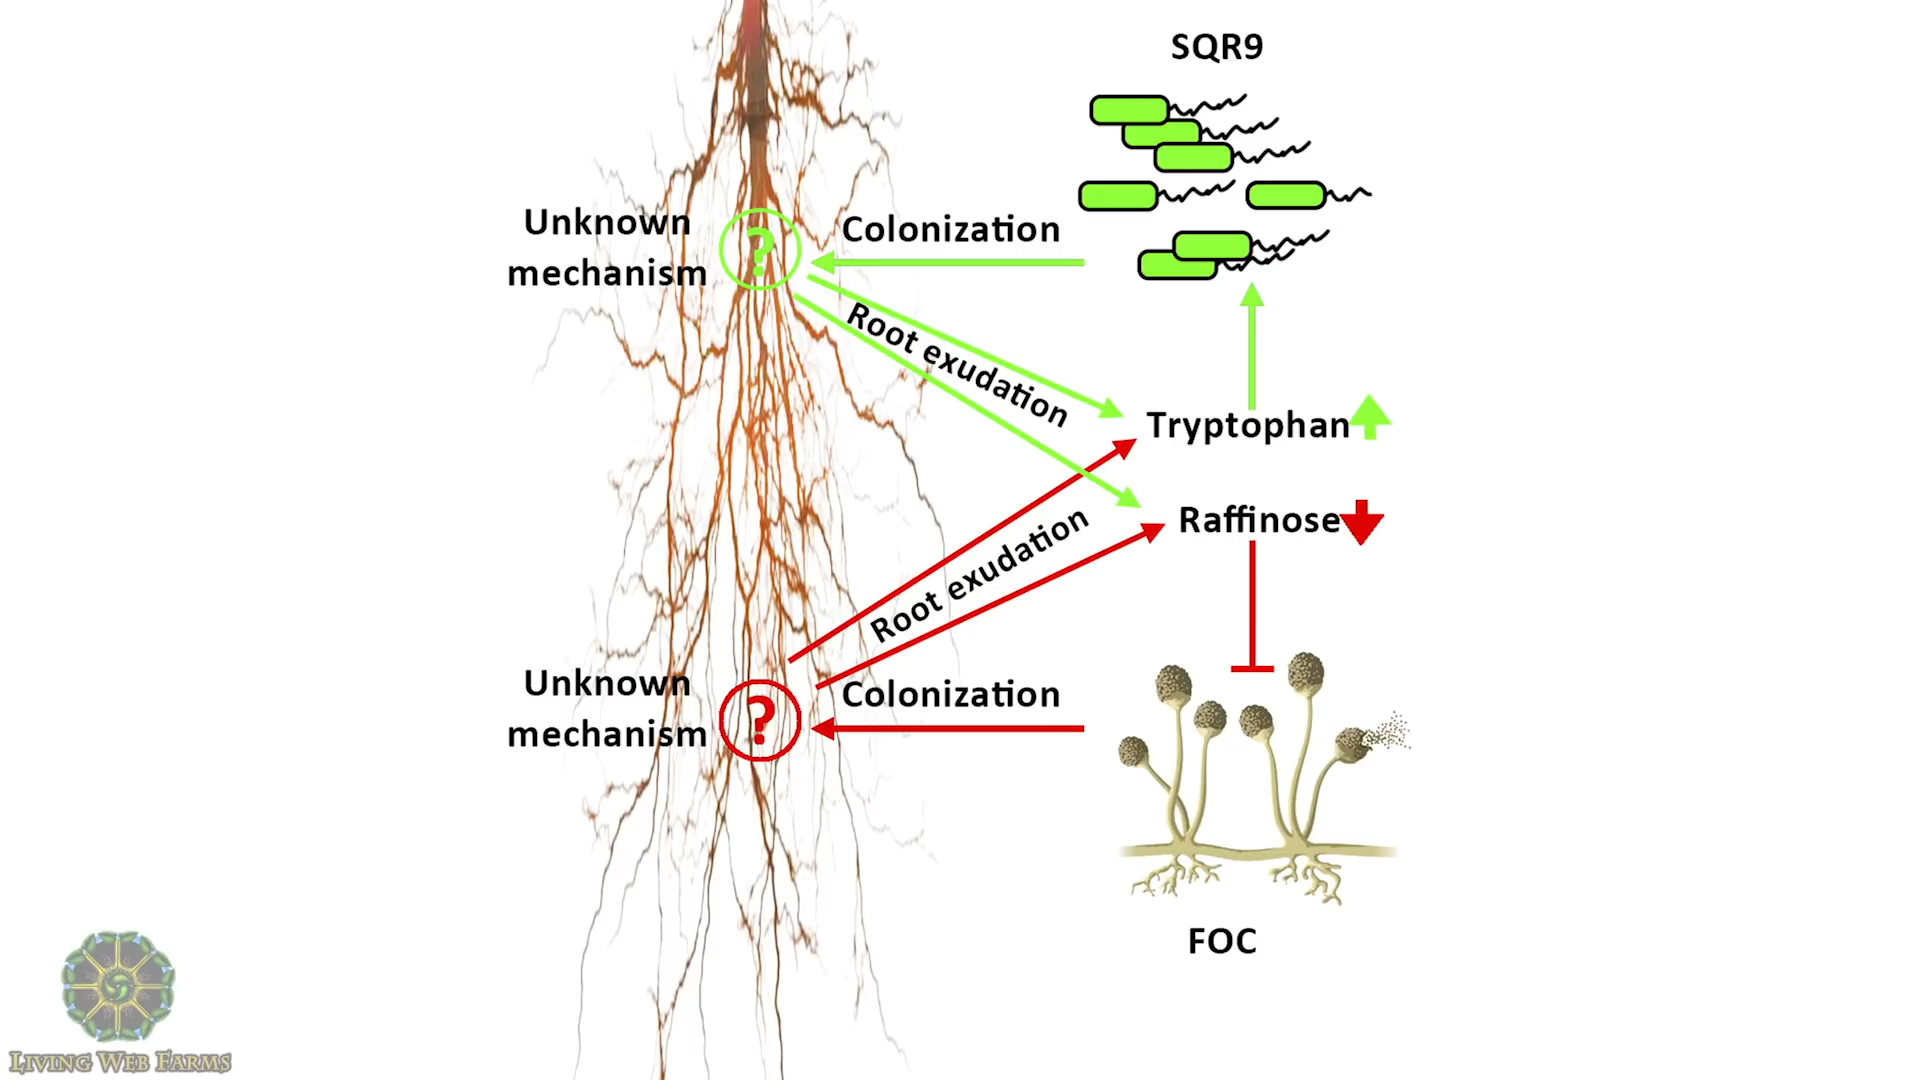 SQR9
Unknown
mechanism
?
Colonization
Root exudation
Tryptophan
Raffinose
Root exudation
Unknown
mechanism
?
Colonization
FOC
LIVING WEB FARMS